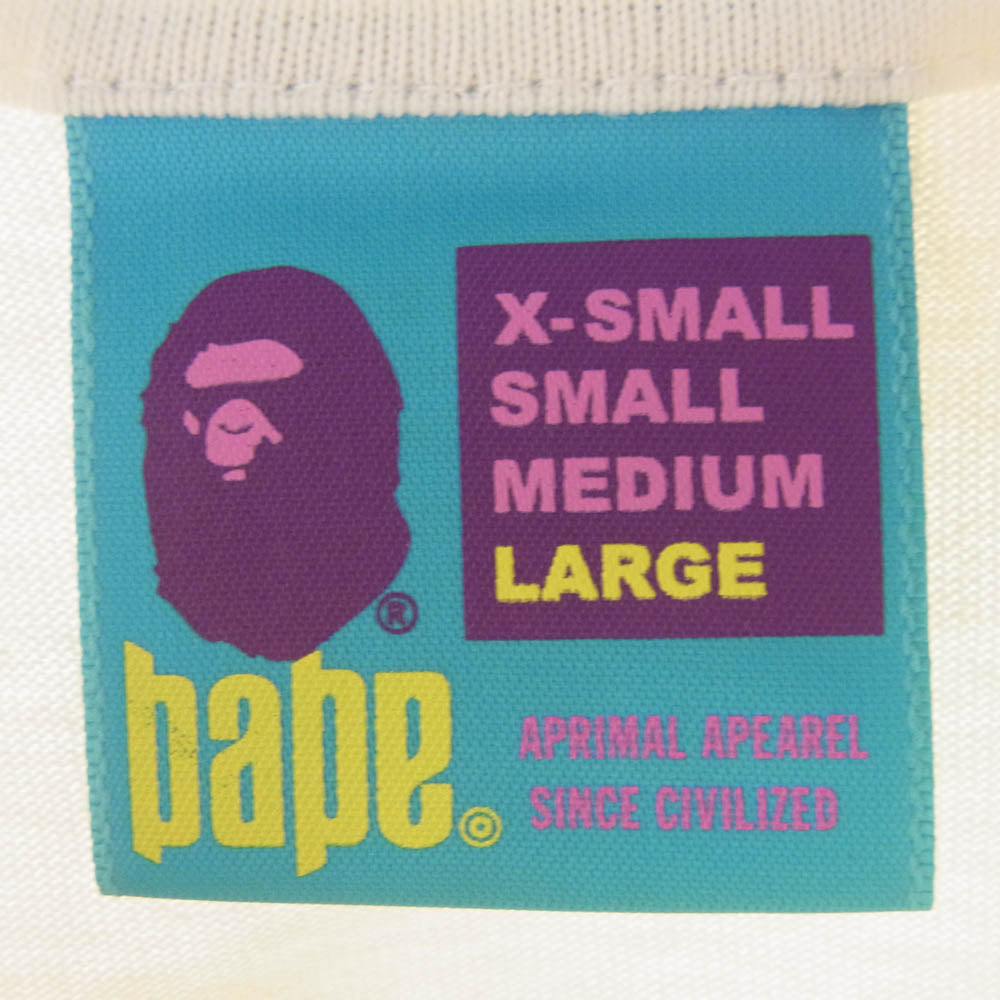 X-SMALL
SMALL
MEDIUM
LARGE
®
bape©
APRIMAL APEAREL
SINCE CIVILIZED